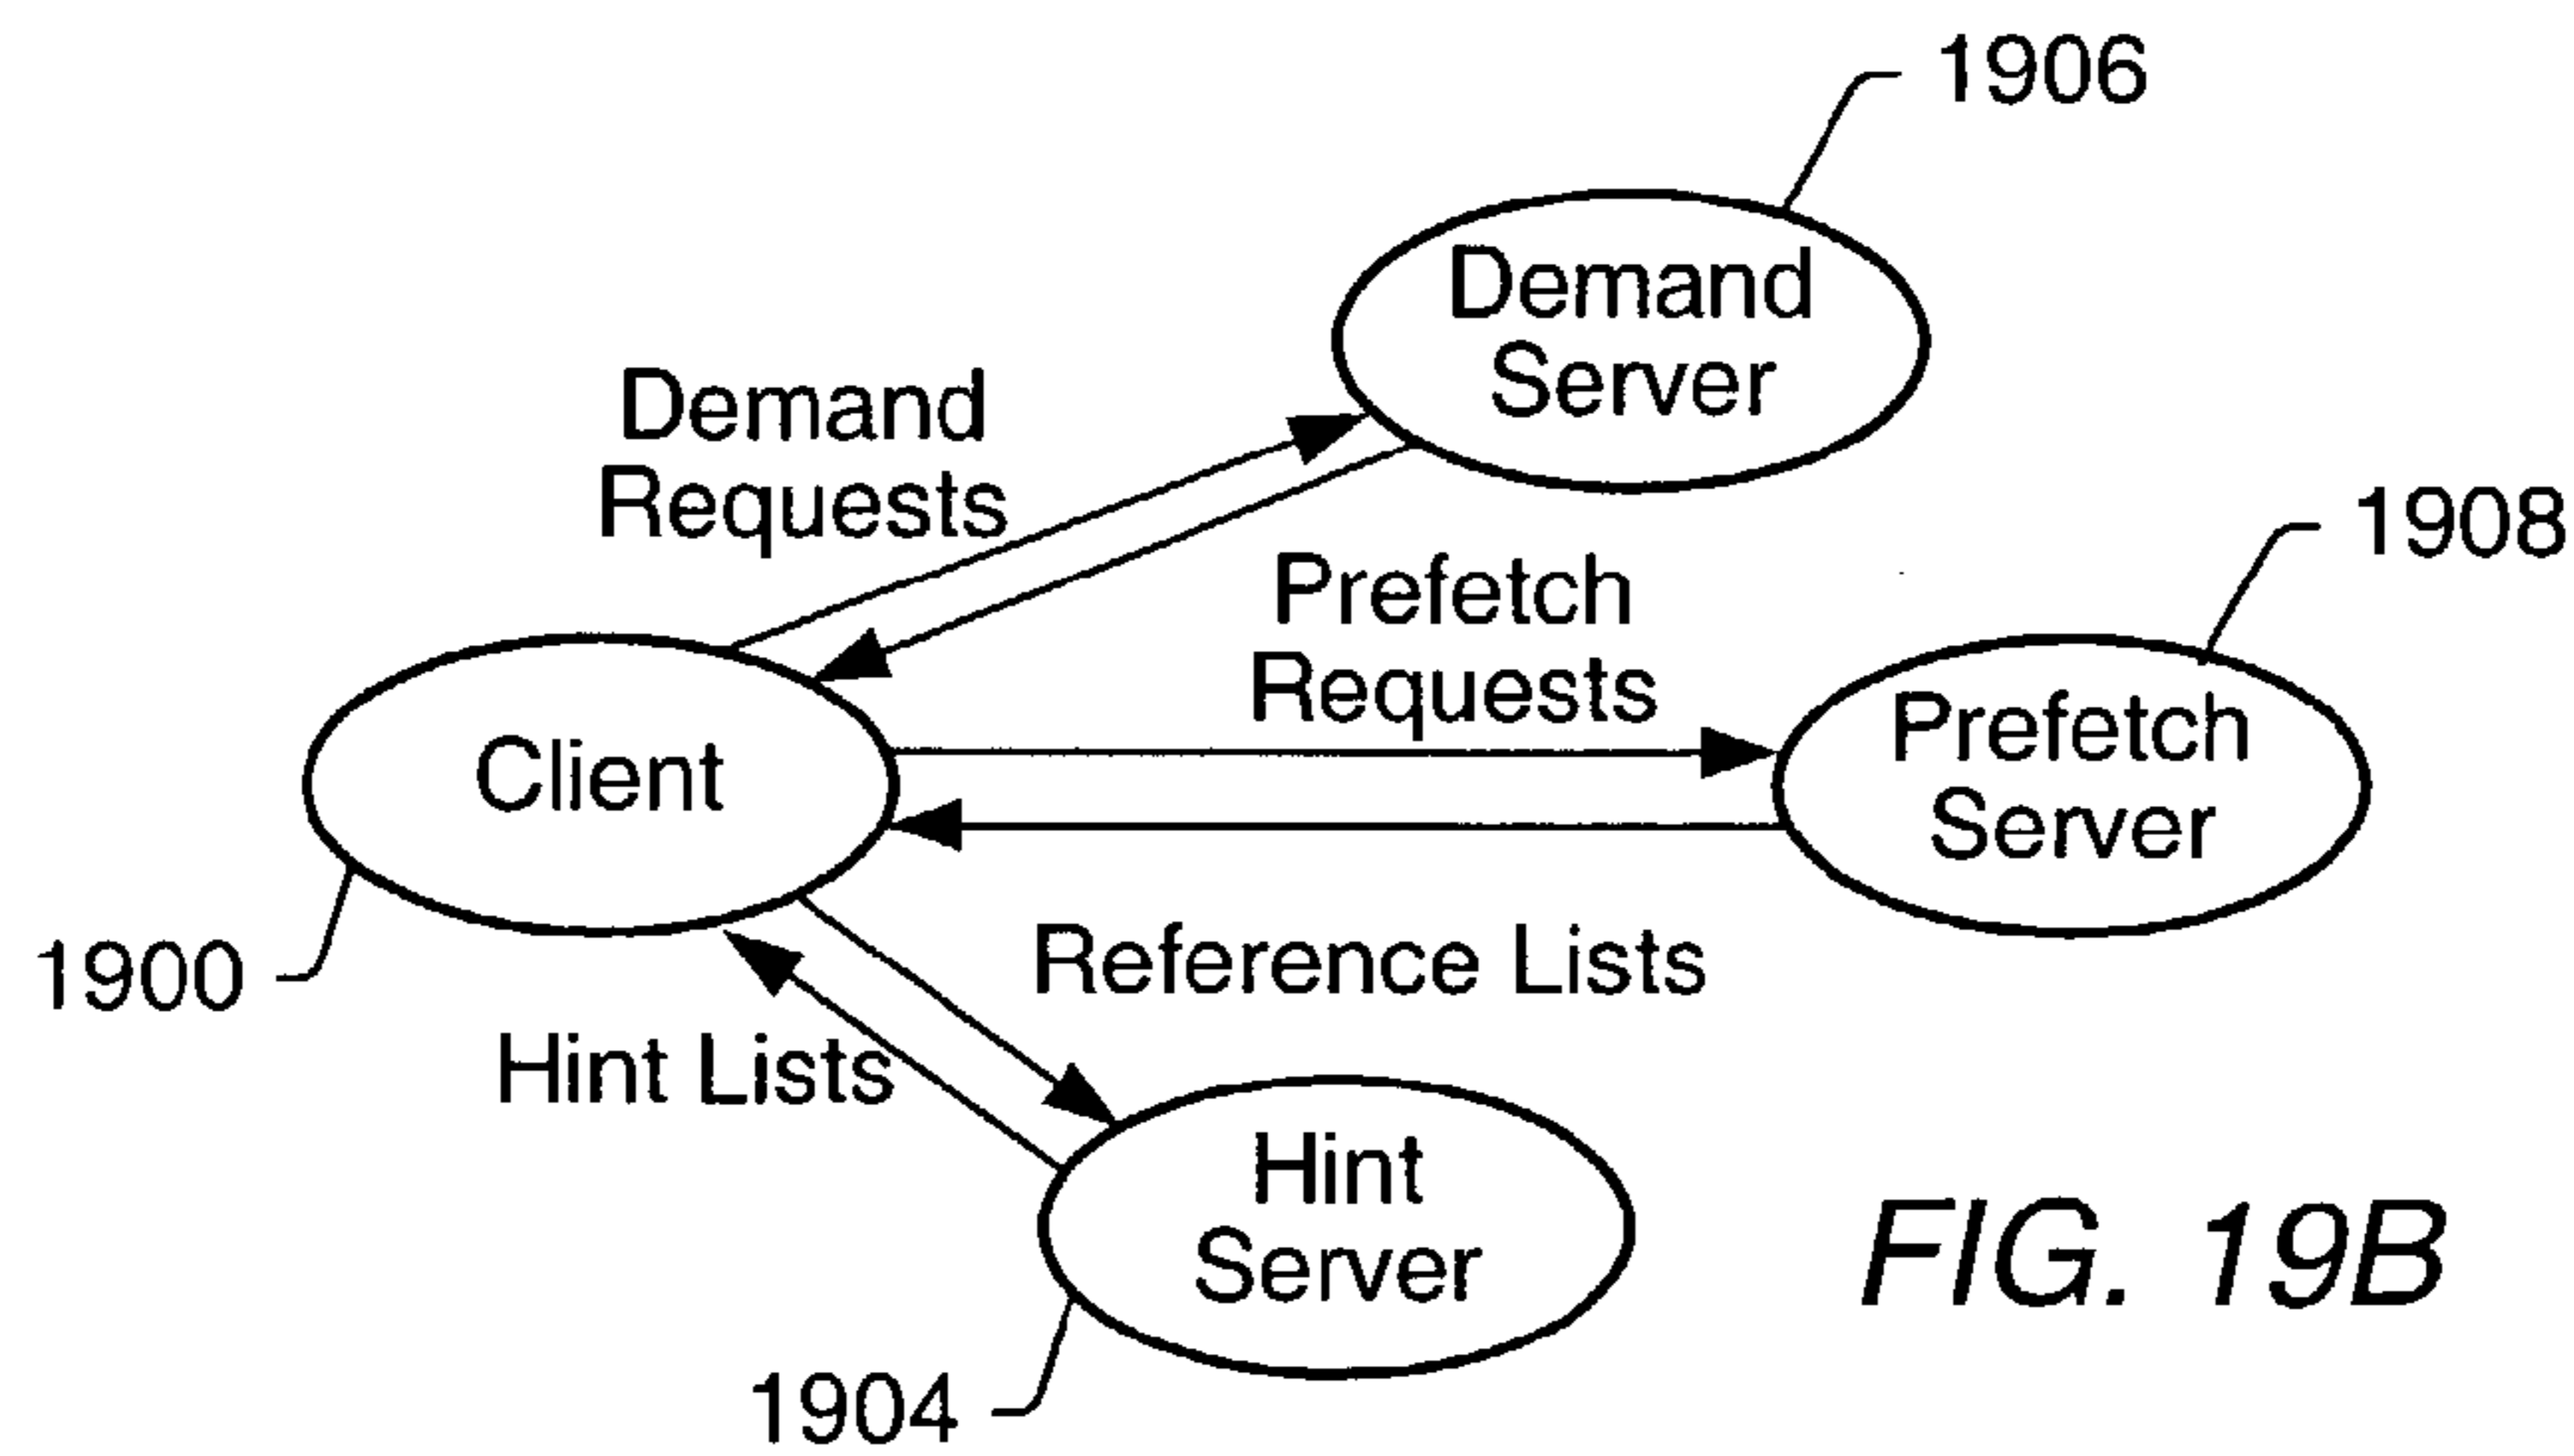 1906
Demand
Server
Demand
Requests
1908
Prefetch
Requests
Prefetch
Server
Client
1900
Reference Lists
Hint Lists
Hint
Server
1904
FIG. 19B